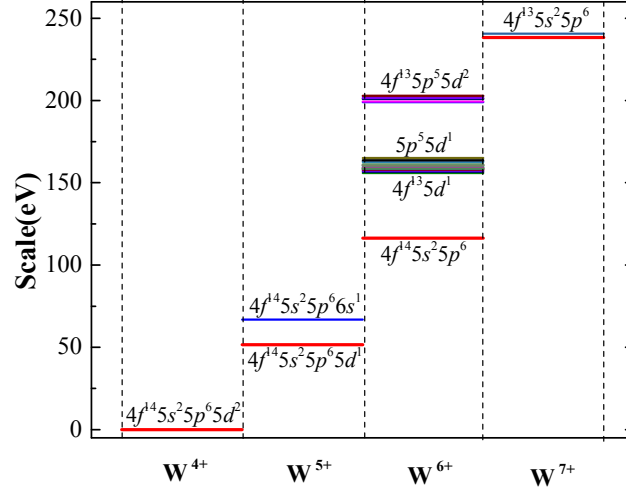 250
200
150
100
50
0
Scale(eV)
4f¹³5s²5p⁶
4f¹³5p⁵5d²
5p⁵5d¹
4f¹³5d¹
4f¹⁴5s²5p⁶
4f¹⁴5s²5p⁶6s¹
4f¹⁴5s²5p⁶5d¹
4f¹⁴5s²5p⁶5d²
W⁴⁺ W⁵⁺ W⁶⁺ W⁷⁺